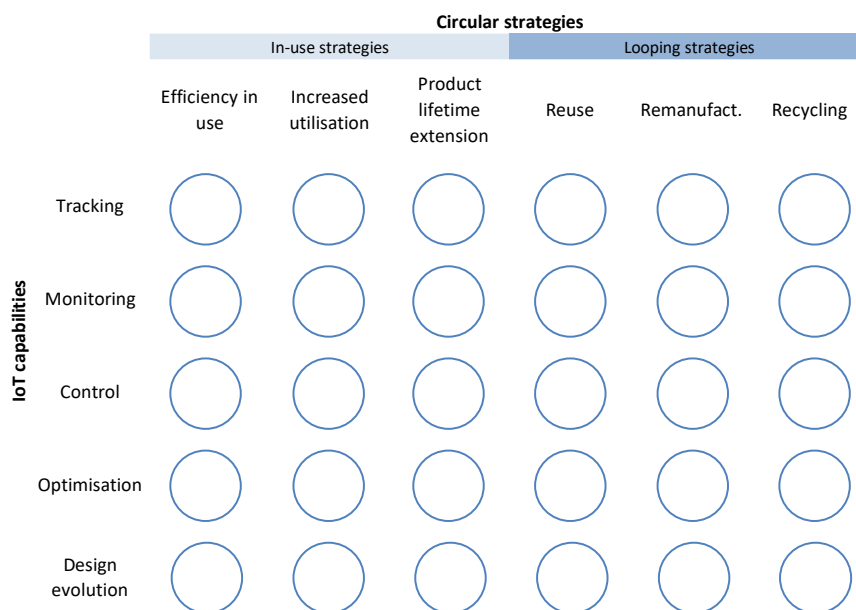 Circular strategies
In-use strategies
Looping strategies
Efficiency in
use
Increased
utilisation
Product
lifetime
extension
Reuse
Remanufact.
Recycling
IoT capabilities
Tracking
Monitoring
Control
Optimisation
Design
evolution